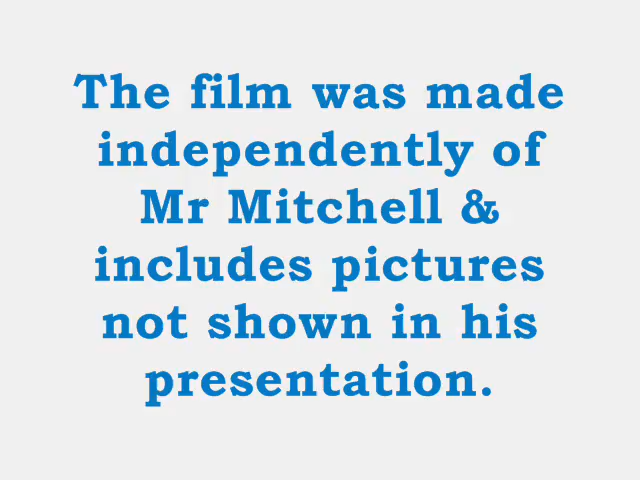 The film was made
independently of
Mr Mitchell &
includes pictures
not shown in his
presentation.